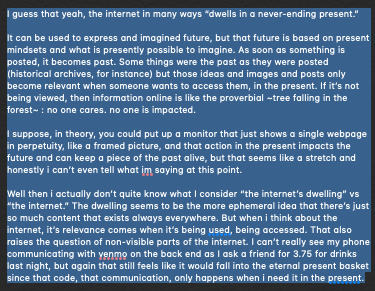 I guess that yeah, the internet in many ways “dwells in a never-ending present.”
It can be used to express and imagined future, but that future is based on present
mindsets and what is presently possible to imagine. As soon as something is
posted, it becomes past. Some things were the past as they were posted
(historical archives, for instance) but those ideas and images and posts only
become relevant when someone wants to access them, in the present. If it’s not
being viewed, then information online is like the proverbial ~tree falling in the
forest~ : no one cares. no one is impacted.
I suppose, in theory, you could put up a monitor that just shows a single webpage
in perpetuity, like a framed picture, and that action in the present impacts the
future and can keep a piece of the past alive, but that seems like a stretch and
honestly i can’t even tell what im saying at this point.
Well then i actually don’t quite know what I consider “the internet’s dwelling” vs
“the internet.” The dwelling seems to be the more ephemeral idea that there’s just
so much content that exists always everywhere. But when i think about the
internet, it’s relevance comes when it’s being used, being accessed. That also
raises the question of non-visible parts of the internet. I can’t really see my phone
communicating with venmo on the back end as I ask a friend for 3.75 for drinks
last night, but again that still feels like it would fall into the eternal present basket
since that code, that communication, only happens when i need it in the present.